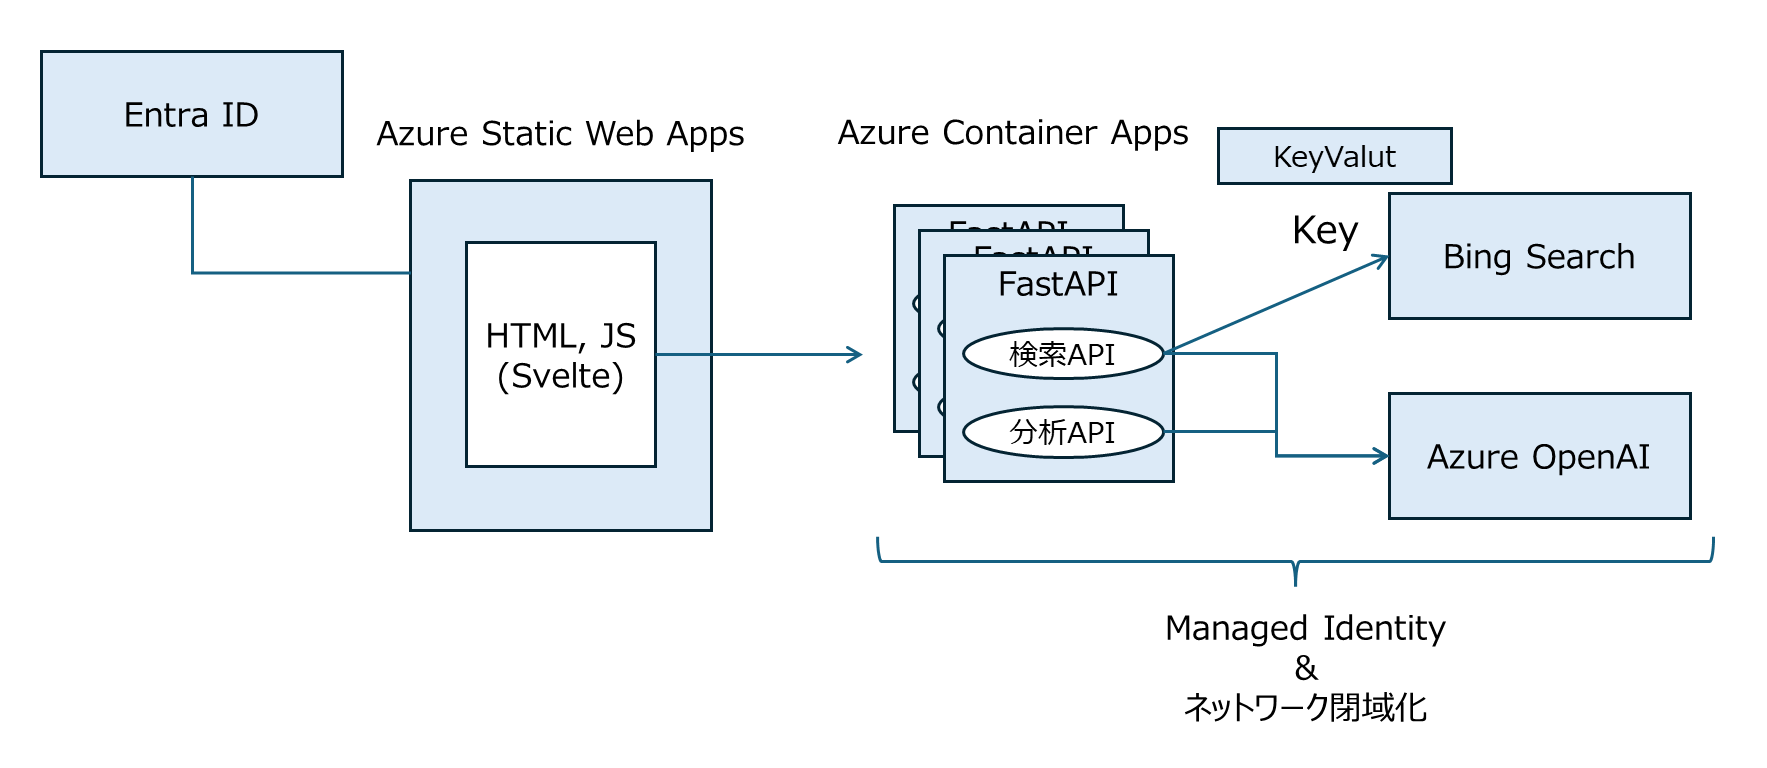 Entra ID
Azure Static Web Apps
HTML, JS
(Svelte)
Azure Container Apps
FastAPI
FastAPI
FastAPI
検索API
分析API
KeyValut
Key
Bing Search
Azure OpenAI
Managed Identity
&
ネットワーク閉域化